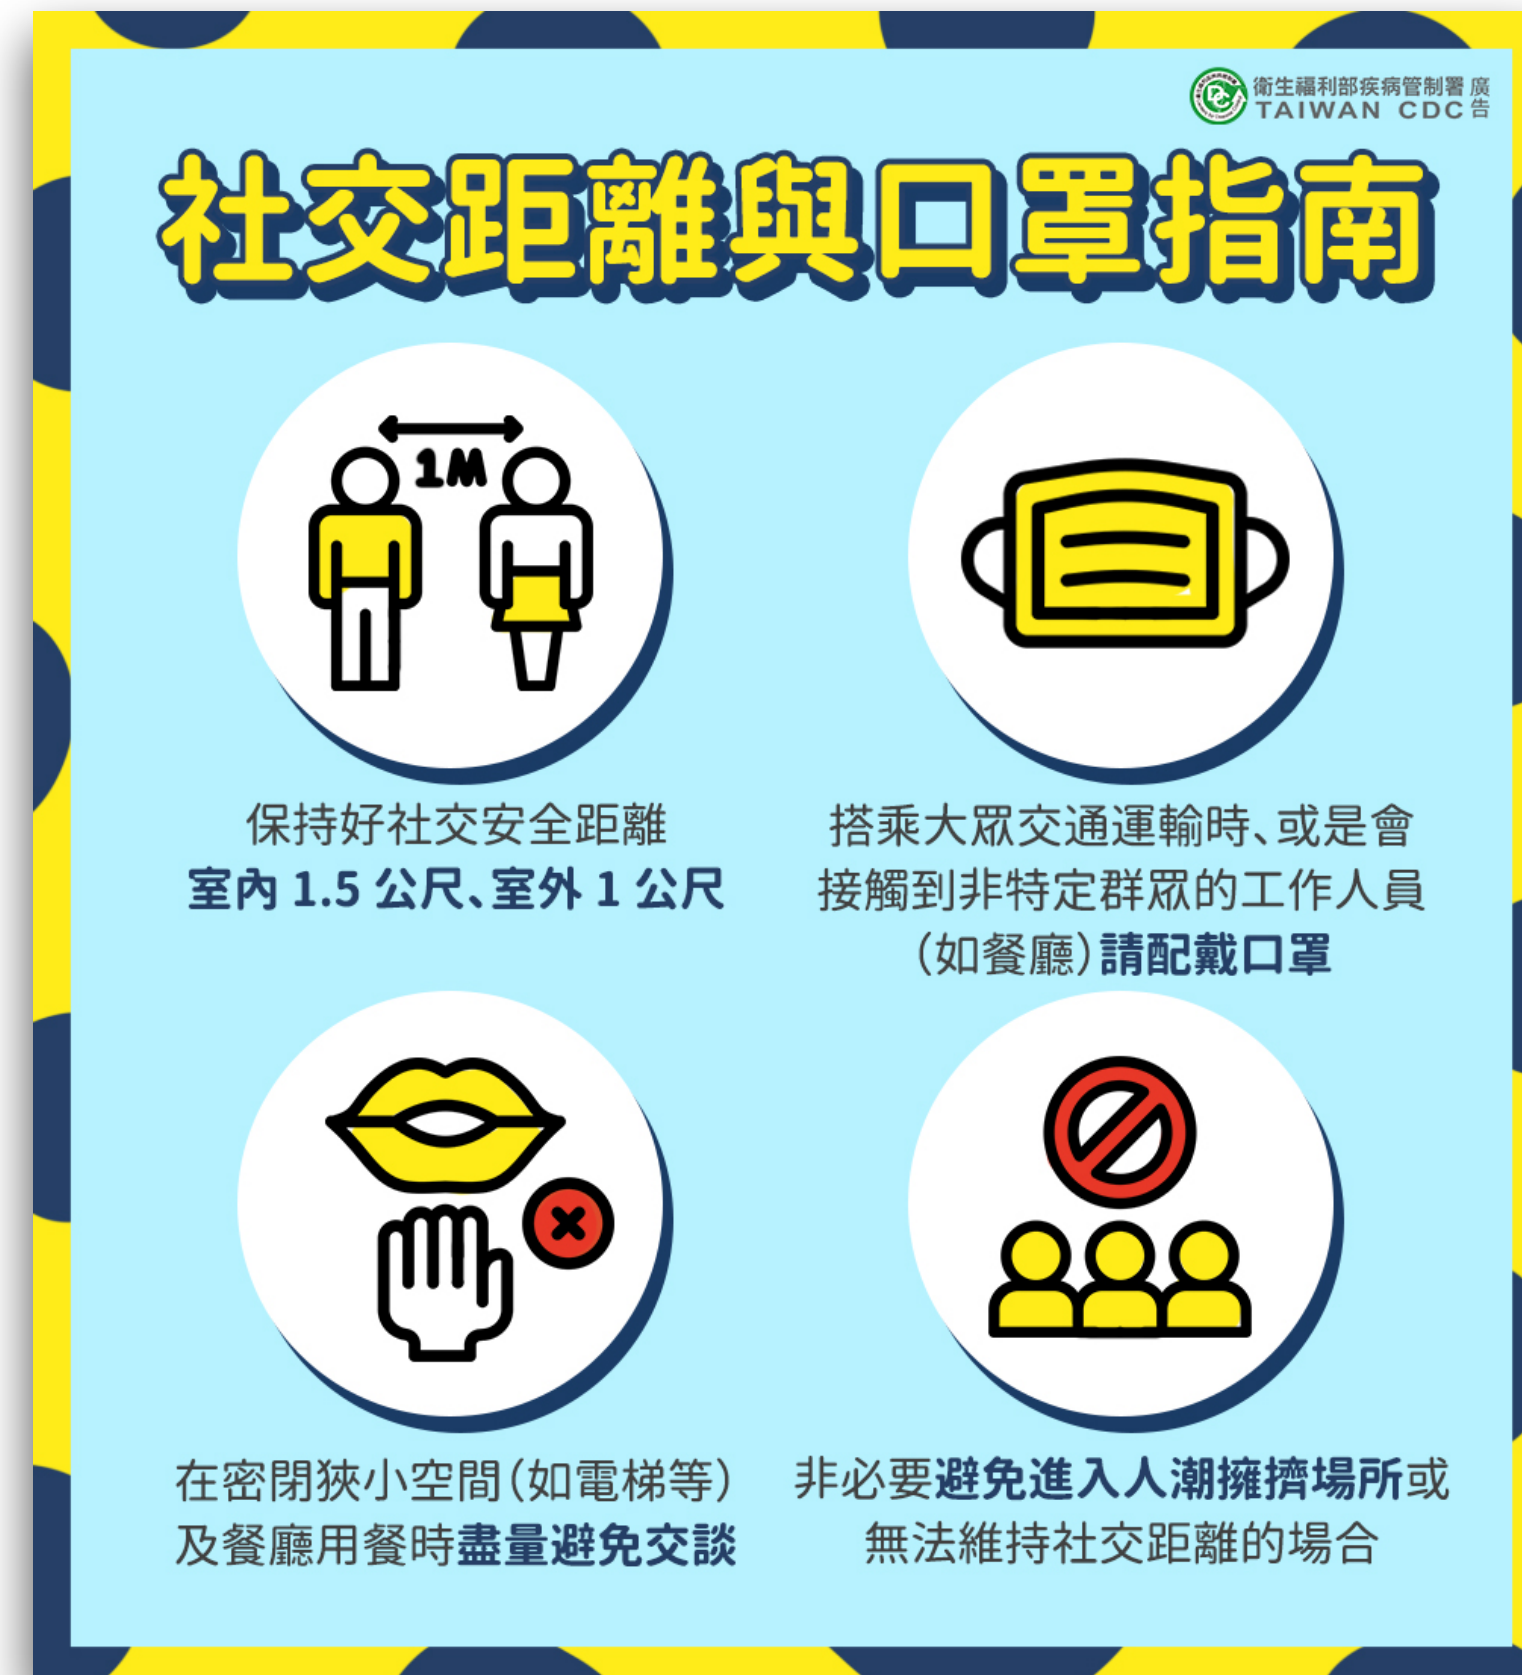 衛生福利部疾病管制署 廣告
TAIWAN CDC
社交距離與口罩指南
1M
保持好社交安全距離
室內 1.5 公尺、室外 1 公尺
搭乘大眾交通運輸時、或是會
接觸到非特定群眾的工作人員
(如餐廳)請配戴口罩
在密閉狹小空間(如電梯等)
及餐廳用餐時盡量避免交談
非必要避免進入人潮擁擠場所或
無法維持社交距離的場合